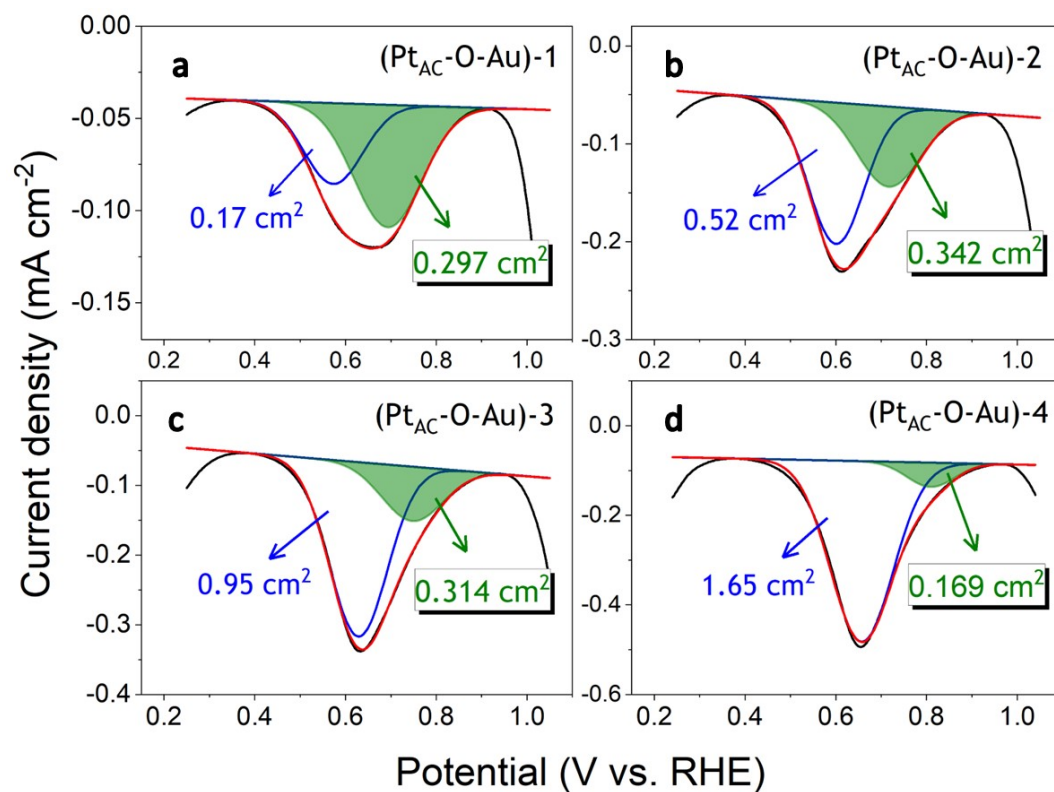 Current density (mA cm⁻²)
0.00
-0.05
-0.10
-0.15
a
(Pt_AC-O-Au)-1
0.17 cm²
0.297 cm²
0.2 0.4 0.6 0.8 1.0
0.0
-0.1
-0.2
-0.3
b
(Pt_AC-O-Au)-2
0.52 cm²
0.342 cm²
0.2 0.4 0.6 0.8 1.0
0.0
-0.1
-0.2
-0.3
-0.4
c
(Pt_AC-O-Au)-3
0.95 cm²
0.314 cm²
0.2 0.4 0.6 0.8 1.0
0.0
-0.2
-0.4
-0.6
d
(Pt_AC-O-Au)-4
1.65 cm²
0.169 cm²
0.2 0.4 0.6 0.8 1.0
Potential (V vs. RHE)